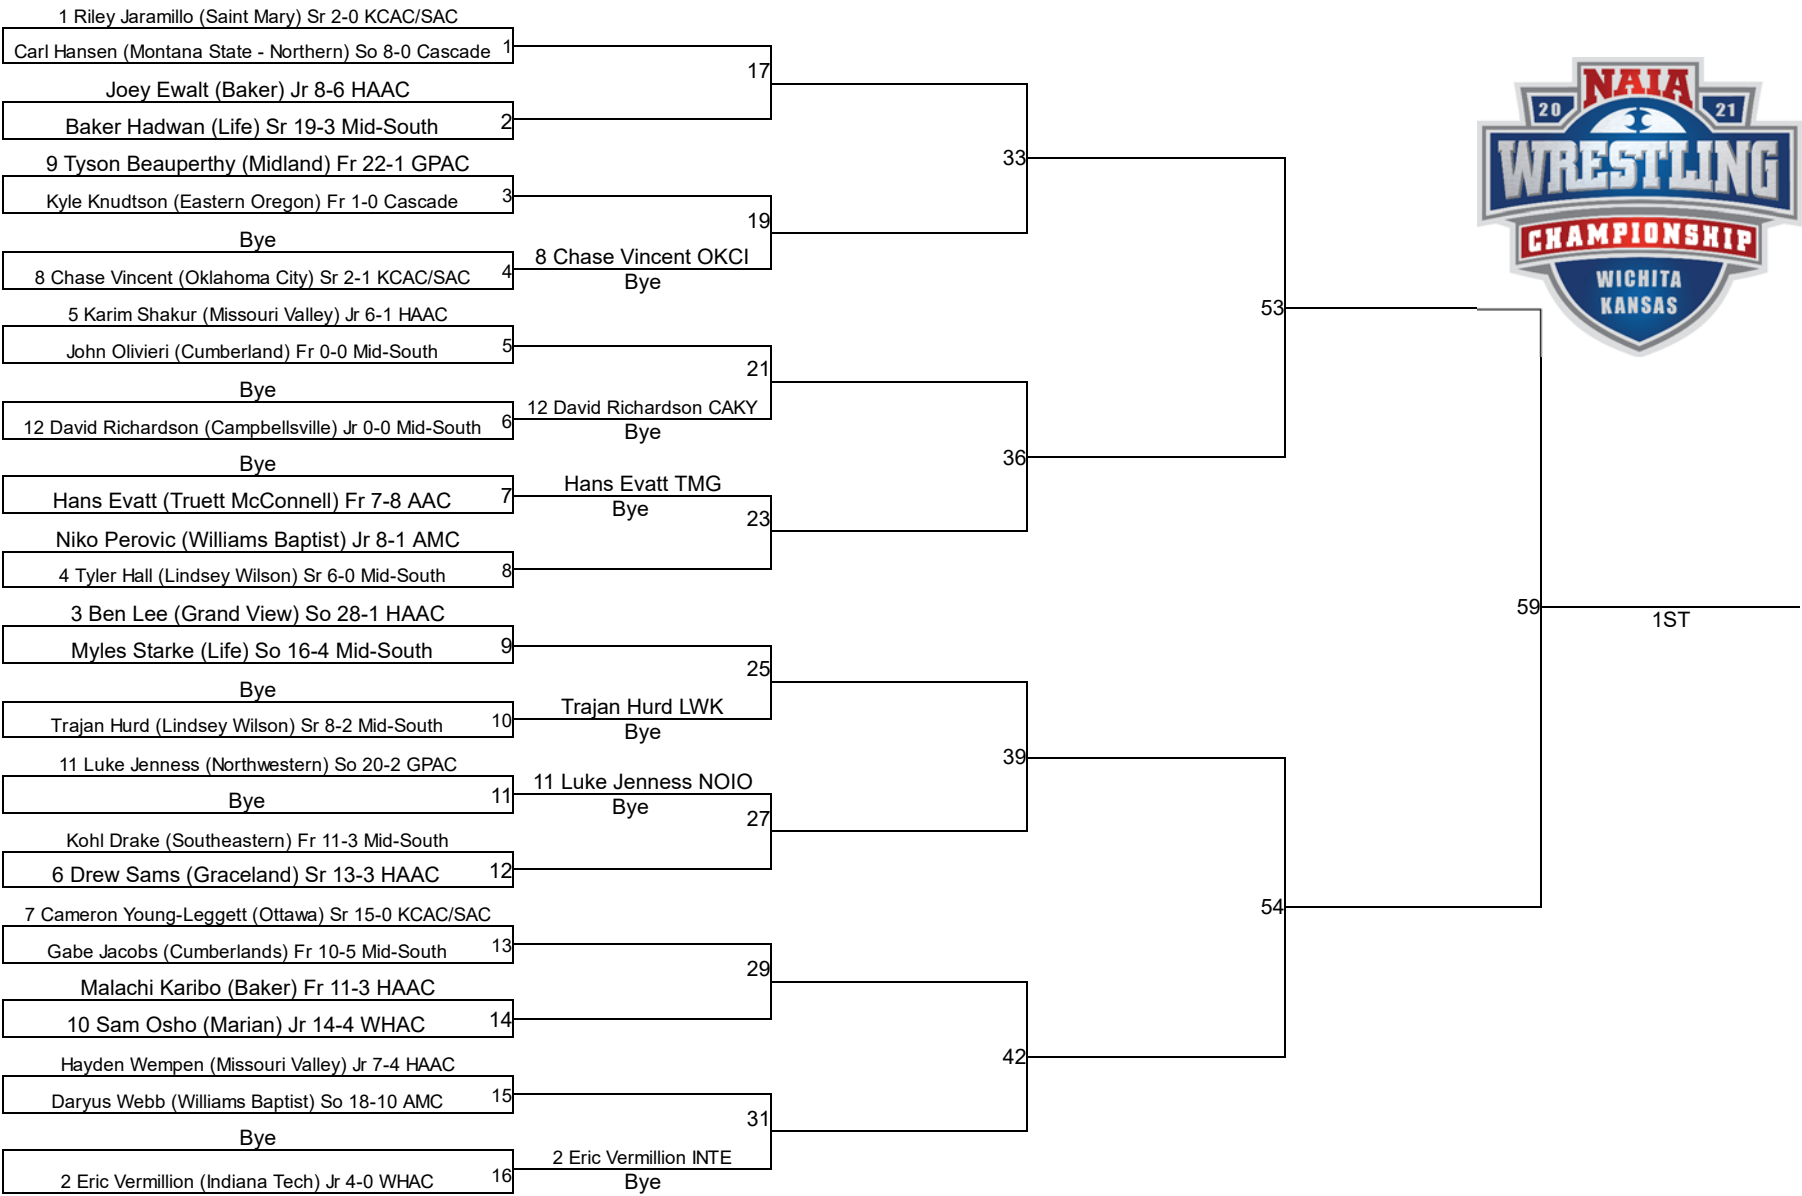 1 Riley Jaramillo (Saint Mary) Sr 2-0 KCAC/SAC
Carl Hansen (Montana State - Northern) So 8-0 Cascade 1
Joey Ewalt (Baker) Jr 8-6 HAAC
Baker Hadwan (Life) Sr 19-3 Mid-South 2
9 Tyson Beauperthy (Midland) Fr 22-1 GPAC
Kyle Knudtson (Eastern Oregon) Fr 1-0 Cascade 3
Bye
8 Chase Vincent (Oklahoma City) Sr 2-1 KCAC/SAC 4
5 Karim Shakur (Missouri Valley) Jr 6-1 HAAC
John Olivieri (Cumberland) Fr 0-0 Mid-South 5
Bye
12 David Richardson (Campbellsville) Jr 0-0 Mid-South 6
Bye
Hans Evatt (Truett McConnell) Fr 7-8 AAC 7
Niko Perovic (Williams Baptist) Jr 8-1 AMC
4 Tyler Hall (Lindsey Wilson) Sr 6-0 Mid-South 8
3 Ben Lee (Grand View) So 28-1 HAAC
Myles Starke (Life) So 16-4 Mid-South 9
Bye
Trajan Hurd (Lindsey Wilson) Sr 8-2 Mid-South 10
11 Luke Jenness (Northwestern) So 20-2 GPAC
Bye 11
Kohl Drake (Southeastern) Fr 11-3 Mid-South
6 Drew Sams (Graceland) Sr 13-3 HAAC 12
7 Cameron Young-Leggett (Ottawa) Sr 15-0 KCAC/SAC
Gabe Jacobs (Cumberlands) Fr 10-5 Mid-South 13
Malachi Karibo (Baker) Fr 11-3 HAAC
10 Sam Osho (Marian) Jr 14-4 WHAC 14
Hayden Wempen (Missouri Valley) Jr 7-4 HAAC
Daryus Webb (Williams Baptist) So 18-10 AMC 15
Bye
2 Eric Vermillion (Indiana Tech) Jr 4-0 WHAC 16
17
19
8 Chase Vincent OKCI
Bye
21
12 David Richardson CAKY
Bye
Hans Evatt TMG
Bye
23
25
Trajan Hurd LWK
Bye
11 Luke Jenness NOIO
Bye
27
29
31
2 Eric Vermillion INTE
Bye
33
36
39
42
53
54
59
1ST
NAIA
20 21
WRESTLING
CHAMPIONSHIP
WICHITA
KANSAS